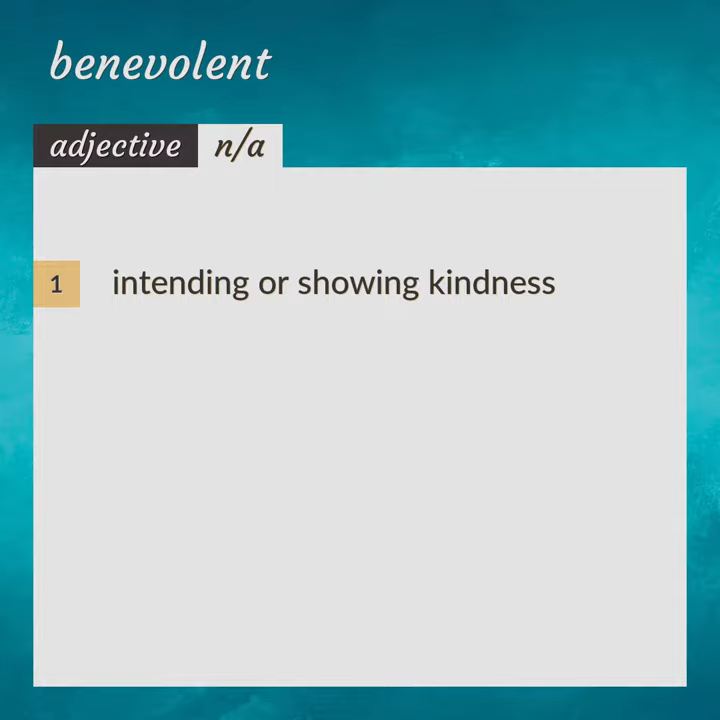 benevolent
adjective n/a
1 intending or showing kindness